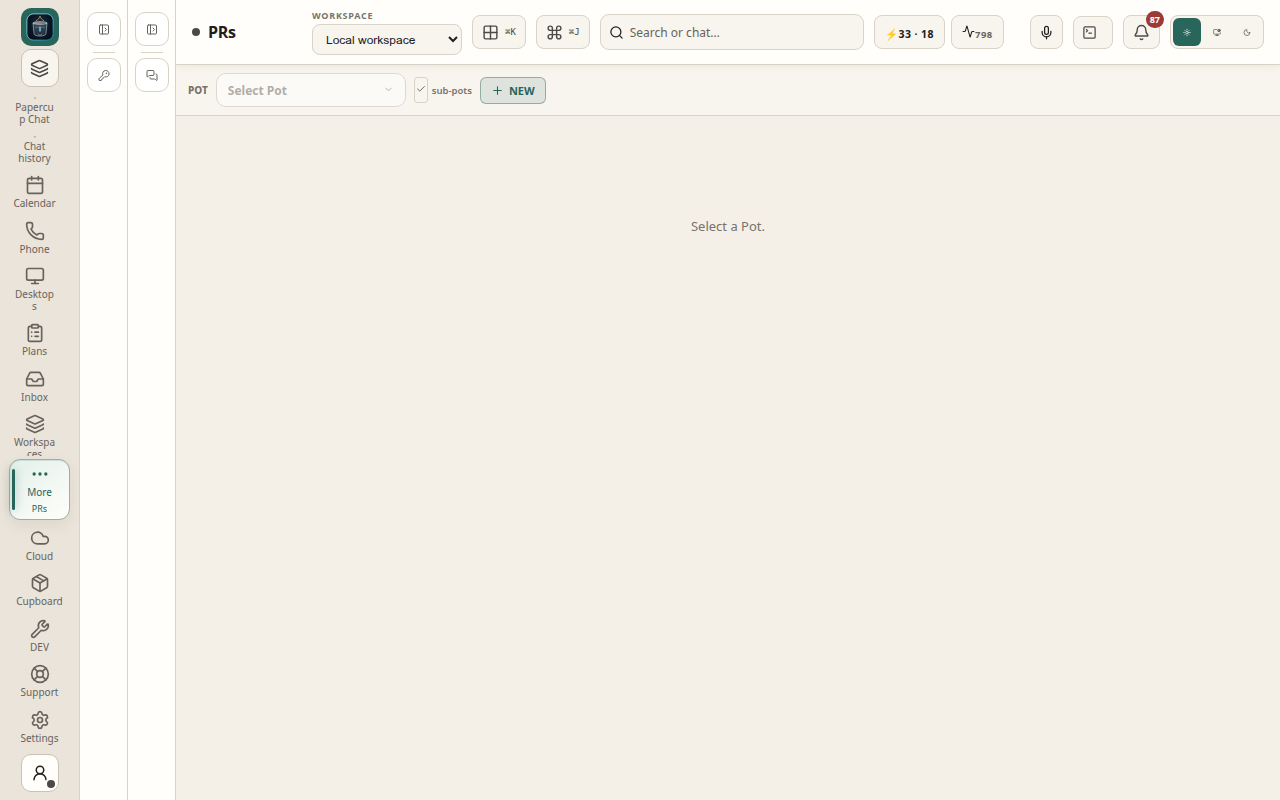 Papercu
p Chat
Chat
history
Calendar
Phone
Desktop
s
Plans
Inbox
Workspa
ces
More
PRs
Cloud
Cupboard
DEV
Support
Settings
PRs
WORKSPACE
Local workspace
⌘K
⌘J
Search or chat...
⚡33 · 18
798
87
POT
Select Pot
sub-pots
+ NEW
Select a Pot.